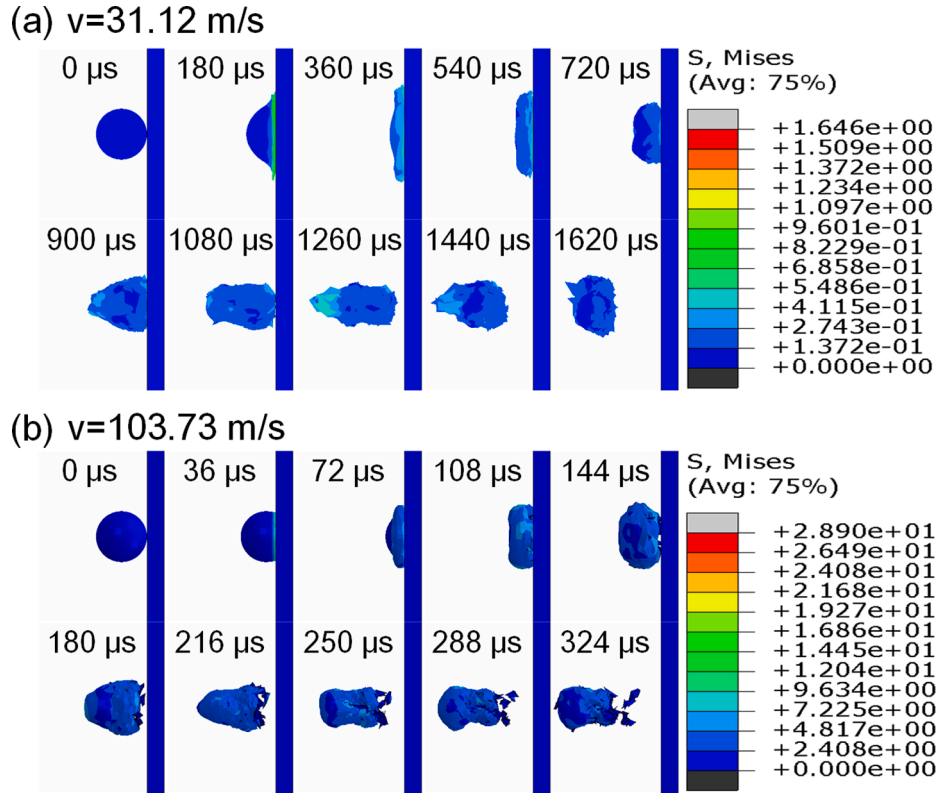 (a) v=31.12 m/s
0 μs 180 μs 360 μs 540 μs 720 μs
900 μs 1080 μs 1260 μs 1440 μs 1620 μs
S, Mises
(Avg: 75%)
+1.646e+00
+1.509e+00
+1.372e+00
+1.234e+00
+1.097e+00
+9.601e-01
+8.229e-01
+6.858e-01
+5.486e-01
+4.115e-01
+2.743e-01
+1.372e-01
+0.000e+00
(b) v=103.73 m/s
0 μs 36 μs 72 μs 108 μs 144 μs
180 μs 216 μs 250 μs 288 μs 324 μs
S, Mises
(Avg: 75%)
+2.890e+01
+2.649e+01
+2.408e+01
+2.168e+01
+1.927e+01
+1.686e+01
+1.445e+01
+1.204e+01
+9.634e+00
+7.225e+00
+4.817e+00
+2.408e+00
+0.000e+00